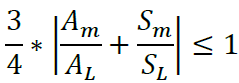 3/4 * |A_m/A_L + S_m/S_L| ≤ 1